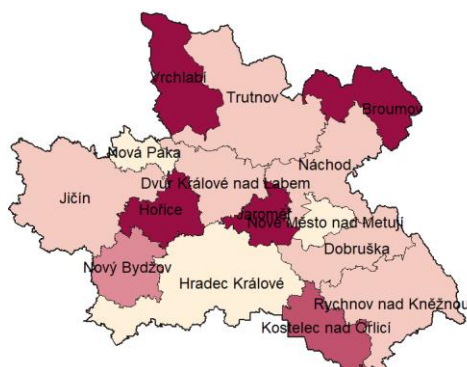 Vrchlabí
Trutnov
Broumov
Nová Paka
Náchod
Jičín
Dvůr Králové nad Labem
Hořice
Jaroměř
Nové Město nad Metují
Dobruška
Nový Bydžov
Hradec Králové
Rychnov nad Kněžnou
Kostelec nad Orlicí